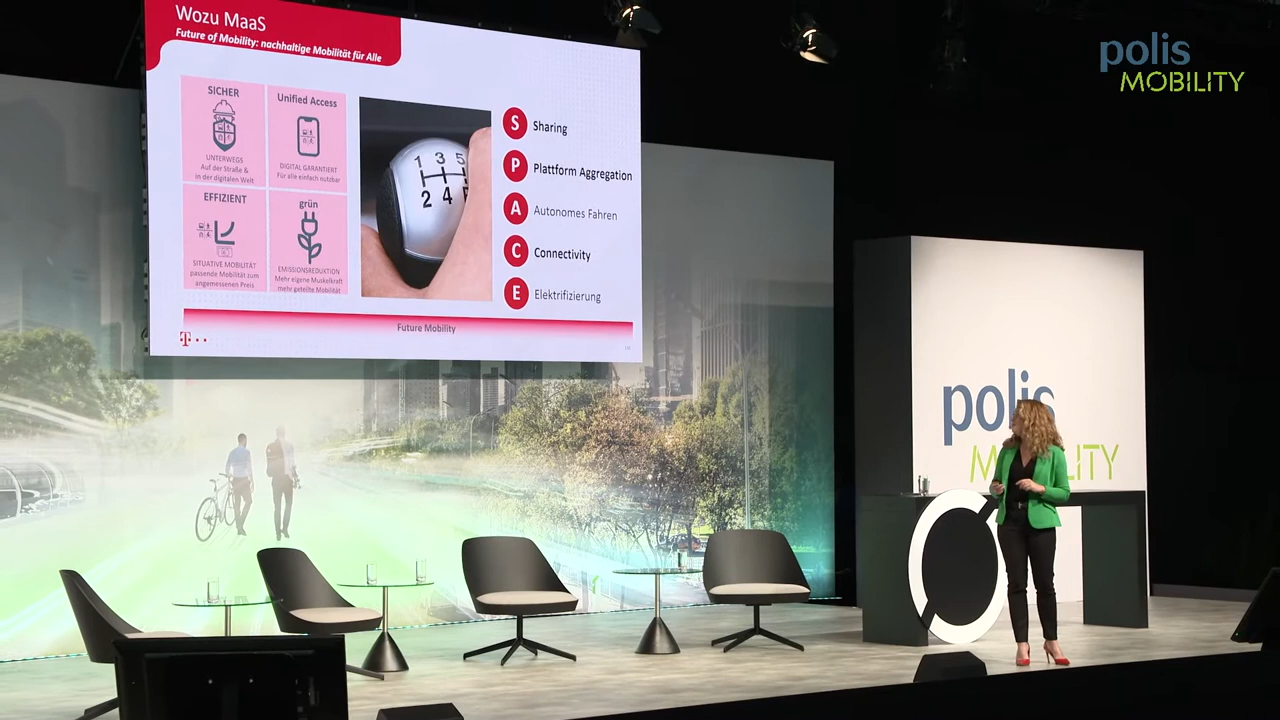 Wozu MaaS
Future of Mobility: nachhaltige Mobilität für Alle
SICHER
UNTERWEGS
Auf der Straße &
in der digitalen Welt
Unified Access
DIGITAL GARANTIERT
Für alle einfach nutzbar
EFFIZIENT
SITUATIVE MOBILITÄT
passende Mobilität zum
angemessenen Preis
grün
EMISSIONSREDUKTION
Mehr eigene Muskelkraft
mehr geteilte Mobilität
1 3 5
2 4
S Sharing
P Plattform Aggregation
A Autonomes Fahren
C Connectivity
E Elektrifizierung
Future Mobility
T
polis
MOBILITY
polis
MOBILITY